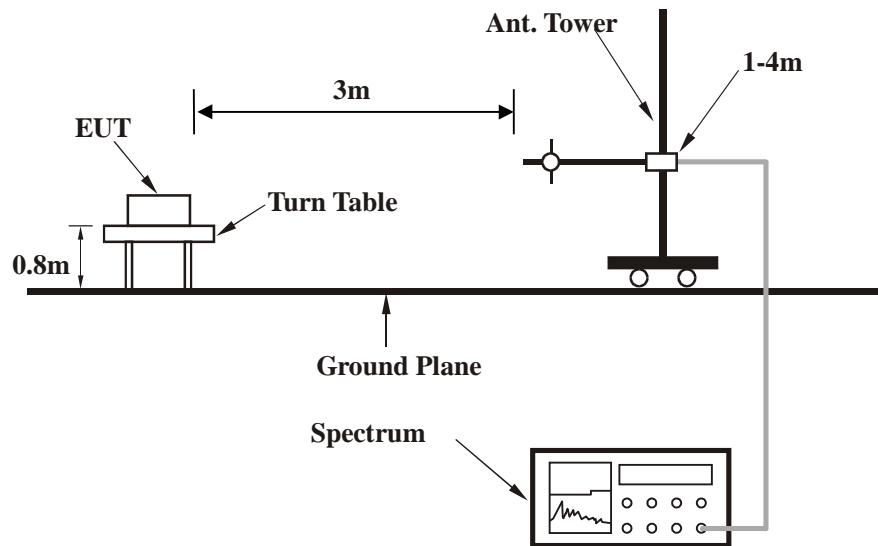 Ant. Tower
1-4m
3m
EUT
Turn Table
0.8m
Ground Plane
Spectrum